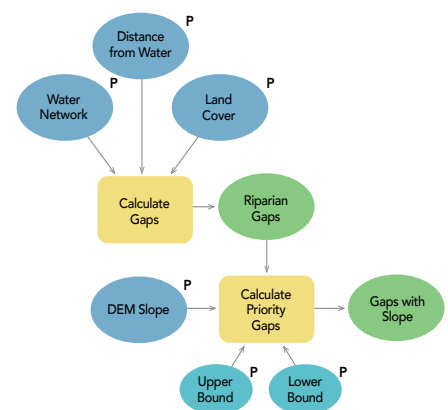 P
Distance
from Water
P
Water
Network
P
Land
Cover
Calculate
Gaps
Riparian
Gaps
P
DEM Slope
Calculate
Priority
Gaps
Gaps with
Slope
P
Upper
Bound
P
Lower
Bound